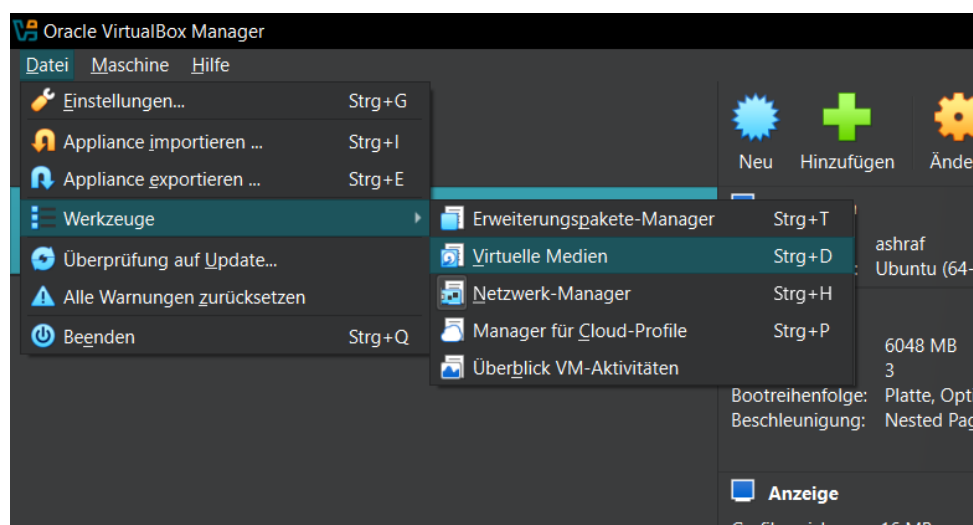 Oracle VirtualBox Manager
Datei Maschine Hilfe
Einstellungen... Strg+G
Appliance importieren ... Strg+I
Appliance exportieren ... Strg+E
Werkzeuge
Überprüfung auf Update...
Alle Warnungen zurücksetzen
Beenden Strg+Q
Erweiterungspakete-Manager Strg+T
Virtuelle Medien Strg+D
Netzwerk-Manager Strg+H
Manager für Cloud-Profile Strg+P
Überblick VM-Aktivitäten
Neu Hinzufügen Ände
ashraf
: Ubuntu (64-
6048 MB
3
Bootreihenfolge: Platte, Opt
Beschleunigung: Nested Pag
Anzeige